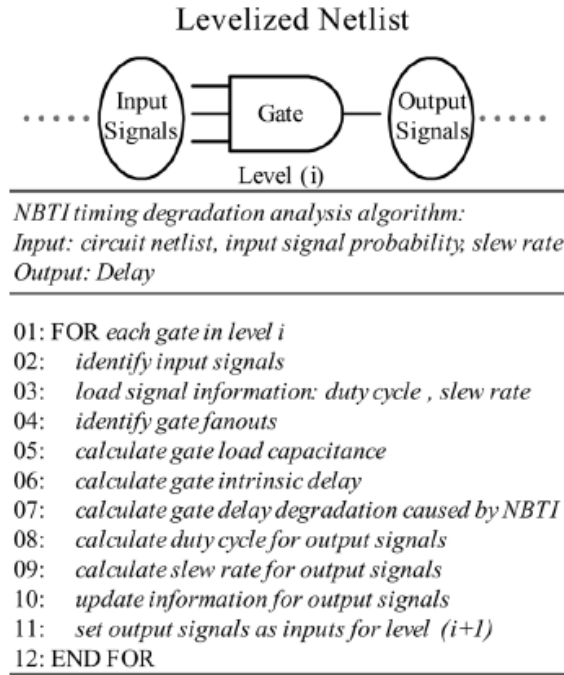 Levelized Netlist
Input
Signals
Gate
Output
Signals
Level (i)
NBTI timing degradation analysis algorithm:
Input: circuit netlist, input signal probability, slew rate
Output: Delay
01: FOR each gate in level i
02: identify input signals
03: load signal information: duty cycle , slew rate
04: identify gate fanouts
05: calculate gate load capacitance
06: calculate gate intrinsic delay
07: calculate gate delay degradation caused by NBTI
08: calculate duty cycle for output signals
09: calculate slew rate for output signals
10: update information for output signals
11: set output signals as inputs for level (i+1)
12: END FOR